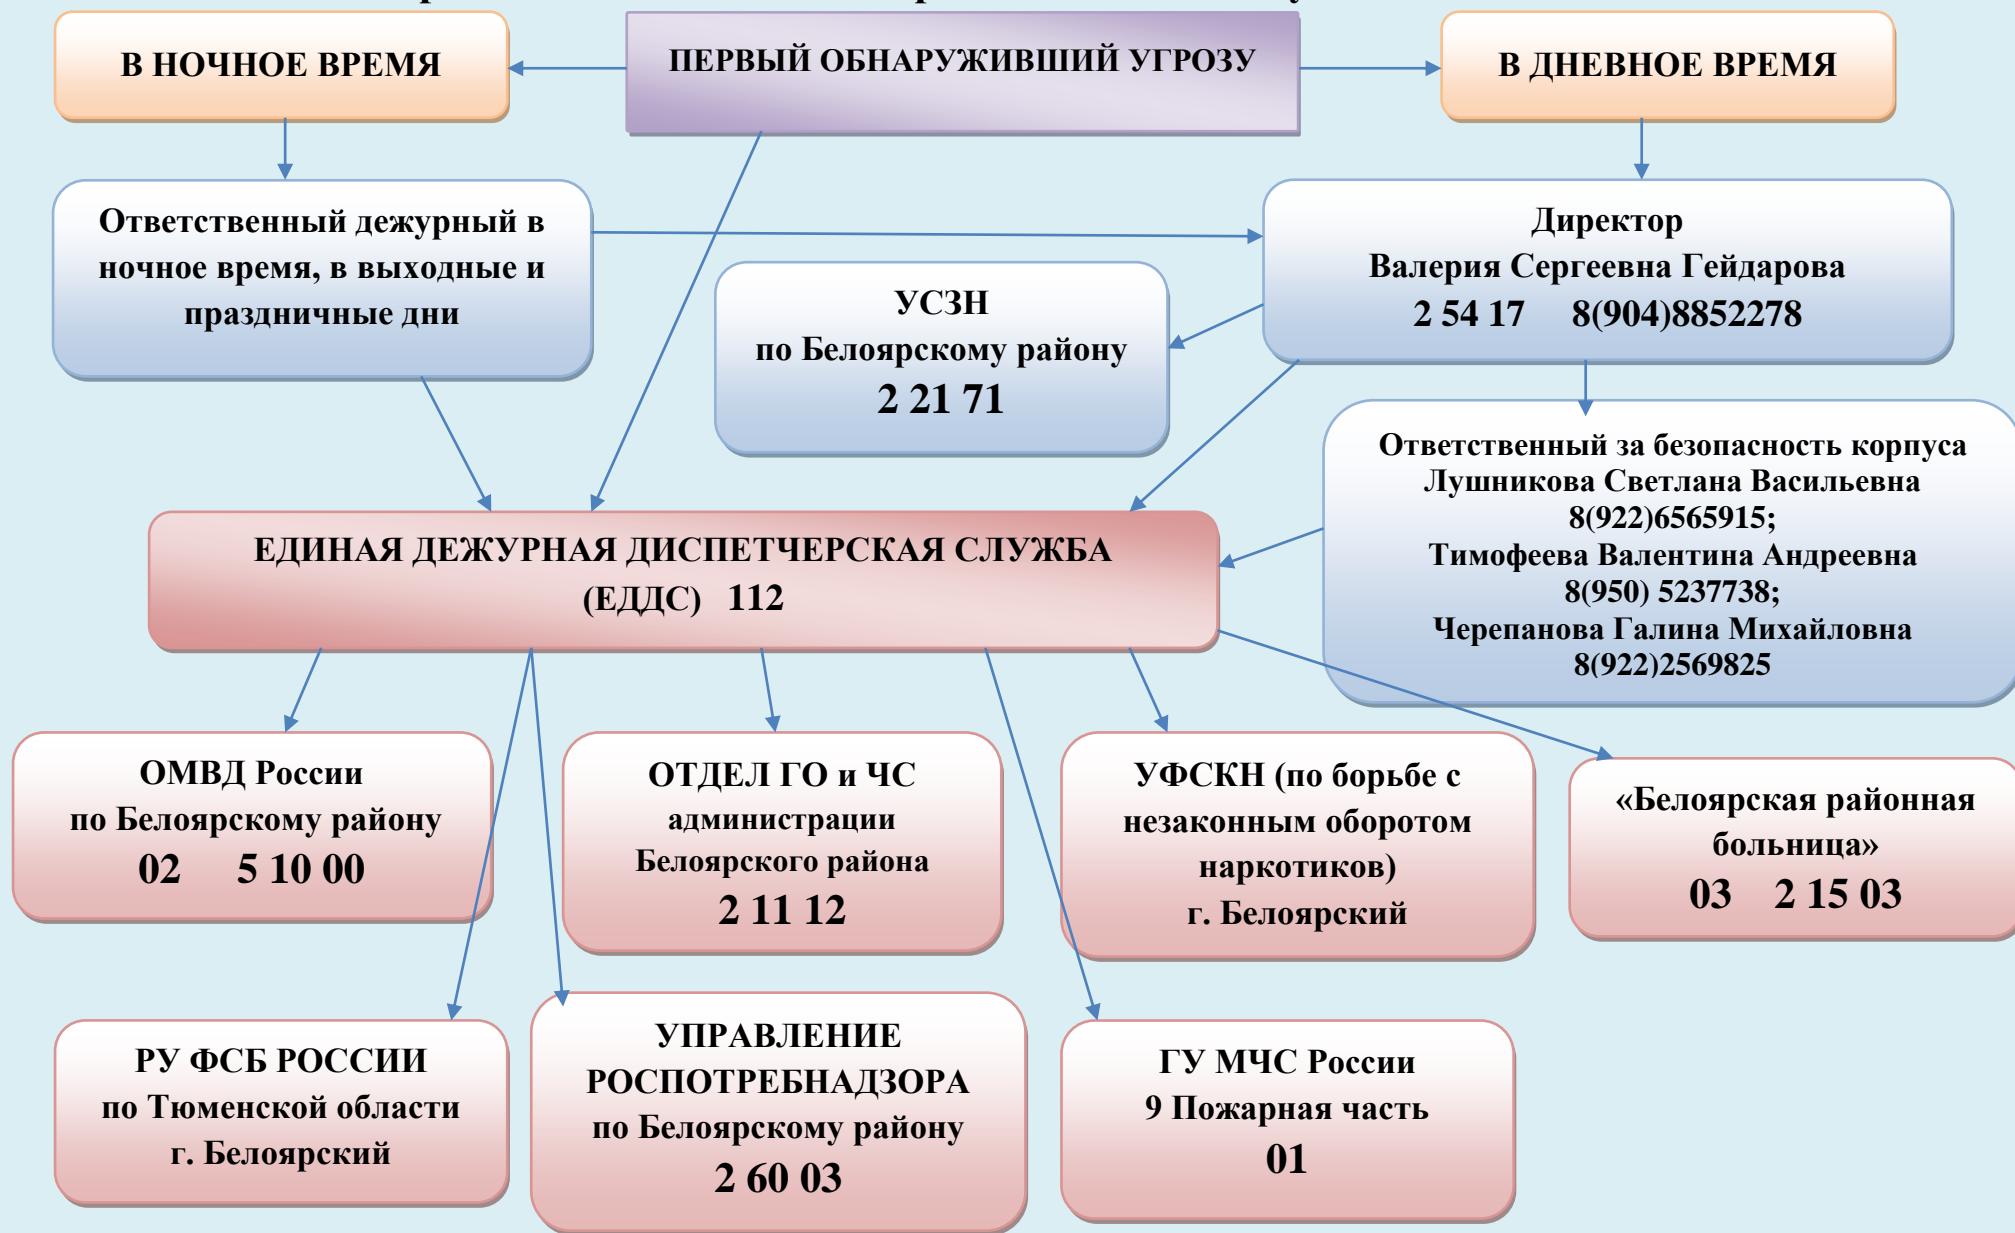 В НОЧНОЕ ВРЕМЯ
ПЕРВЫЙ ОБНАРУЖИВШИЙ УГРОЗУ
В ДНЕВНОЕ ВРЕМЯ
Ответственный дежурный в
ночное время, в выходные и
праздничные дни
Директор
Валерия Сергеевна Гейдарова
2 54 17 8(904)8852278
УСЗН
по Белоярскому району
2 21 71
Ответственный за безопасность корпуса
Лушникова Светлана Васильевна
8(922)6565915;
Тимофеева Валентина Андреевна
8(950) 5237738;
Черепанова Галина Михайловна
8(922)2569825
ЕДИНАЯ ДЕЖУРНАЯ ДИСПЕТЧЕРСКАЯ СЛУЖБА
(ЕДДС) 112
ОМВД России
по Белоярскому району
02 5 10 00
ОТДЕЛ ГО и ЧС
администрации
Белоярского района
2 11 12
УФСКН (по борьбе с
незаконным оборотом
наркотиков)
г. Белоярский
«Белоярская районная
больница»
03 2 15 03
РУ ФСБ РОССИИ
по Тюменской области
г. Белоярский
УПРАВЛЕНИЕ
РОСПОТРЕБНАДЗОРА
по Белоярскому району
2 60 03
ГУ МЧС России
9 Пожарная часть
01